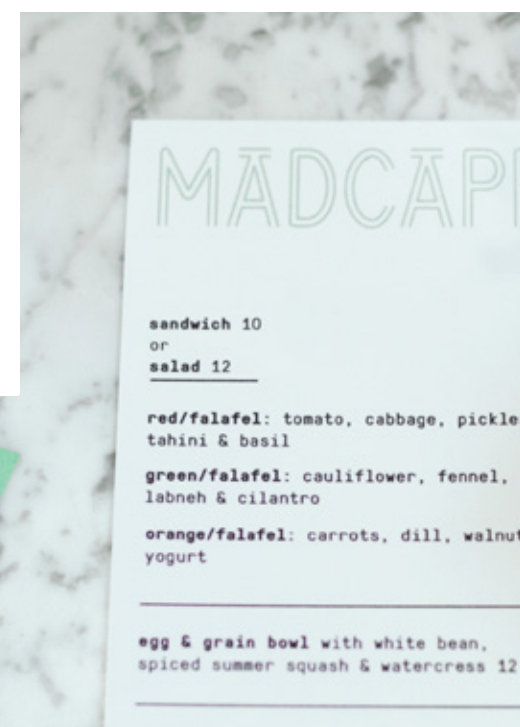 MADCAP
sandwich 10
or
salad 12
red/falafel: tomato, cabbage, pickle
tahini & basil
green/falafel: cauliflower, fennel,
labneh & cilantro
orange/falafel: carrots, dill, walnut
yogurt
egg & grain bowl with white bean,
spiced summer squash & watercress 12